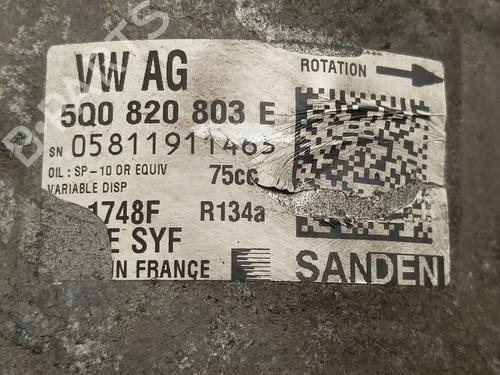 VW AG
ROTATION
5Q0 820 803 E
SN 05811911465
OIL : SP-10 OR EQUIV 75cc
VARIABLE DISP
1748F R134a
E SYF
IN FRANCE
SANDEN
B-PARTS